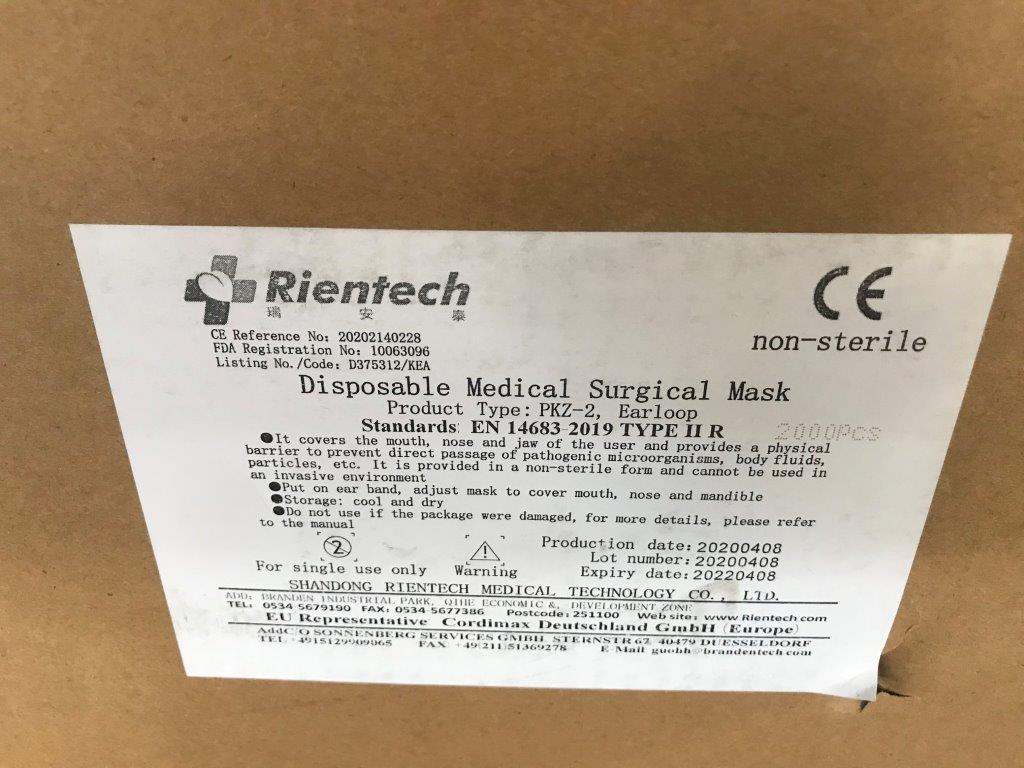 Rientech
瑞安泰
CE
non-sterile
CE Reference No: 20202140228
FDA Registration No: 10063096
Listing No./Code: D375312/KEA
Disposable Medical Surgical Mask
Product Type: PKZ-2, Earloop
Standards: EN 14683-2019 TYPE II R
2000PCS
●It covers the mouth, nose and jaw of the user and provides a physical
barrier to prevent direct passage of pathogenic microorganisms, body fluids,
particles, etc. It is provided in a non-sterile form and cannot be used in
an invasive environment
●Put on ear band, adjust mask to cover mouth, nose and mandible
●Storage: cool and dry
●Do not use if the package were damaged, for more details, please refer
to the manual
2
For single use only
Warning
Production date: 20200408
Lot number: 20200408
Expiry date: 20220408
SHANDONG RIENTECH MEDICAL TECHNOLOGY CO., LTD.
ADD: BRANDEN INDUSTRIAL PARK, QIHE ECONOMIC &, DEVELOPMENT ZONE
TEL: 0534-5679190 FAX: 0534-5677386 Postcode: 251100 Web site: www.Rientech.com
EU Representative Cordimax Deutschland GmbH (Europe)
AddC/O SONNENBERG SERVICES GMBH, STERNSTR 67, 40479 DUESSELDORF
TEL +4915129909865 FAX +49(211)51369278 E-Mail guobh@brandentech.com